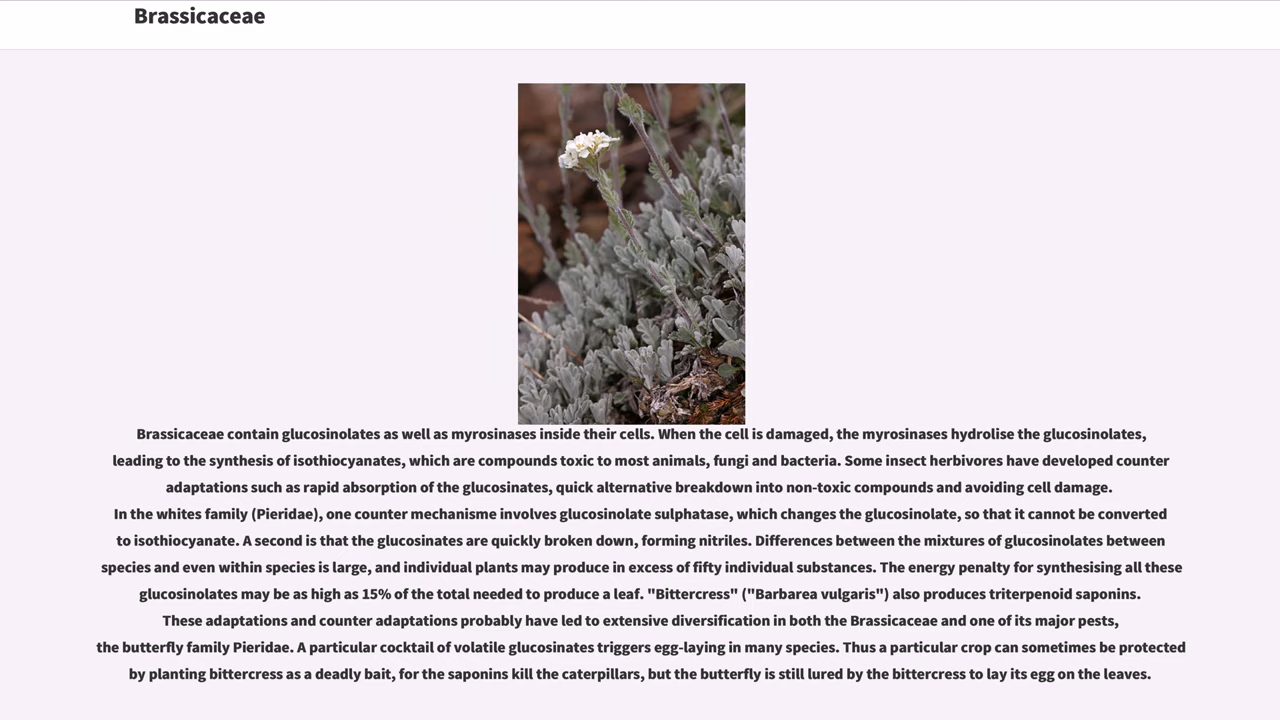 Brassicaceae
Brassicaceae contain glucosinolates as well as myrosinases inside their cells. When the cell is damaged, the myrosinases hydrolise the glucosinolates,
leading to the synthesis of isothiocyanates, which are compounds toxic to most animals, fungi and bacteria. Some insect herbivores have developed counter
adaptations such as rapid absorption of the glucosinates, quick alternative breakdown into non-toxic compounds and avoiding cell damage.
In the whites family (Pieridae), one counter mechanisme involves glucosinolate sulphatase, which changes the glucosinolate, so that it cannot be converted
to isothiocyanate. A second is that the glucosinates are quickly broken down, forming nitriles. Differences between the mixtures of glucosinolates between
species and even within species is large, and individual plants may produce in excess of fifty individual substances. The energy penalty for synthesising all these
glucosinolates may be as high as 15% of the total needed to produce a leaf. "Bittercress" ("Barbarea vulgaris") also produces triterpenoid saponins.
These adaptations and counter adaptations probably have led to extensive diversification in both the Brassicaceae and one of its major pests,
the butterfly family Pieridae. A particular cocktail of volatile glucosinates triggers egg-laying in many species. Thus a particular crop can sometimes be protected
by planting bittercress as a deadly bait, for the saponins kill the caterpillars, but the butterfly is still lured by the bittercress to lay its egg on the leaves.